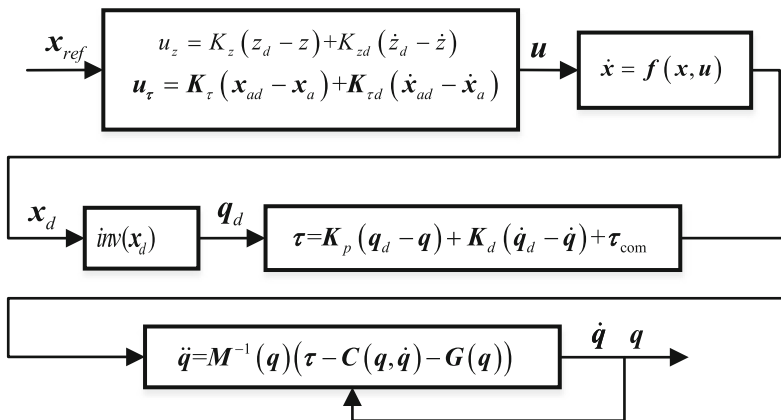 x_ref
u_z = K_z (z_d − z)+K_zd (ż_d − ż)
u_τ = K_τ (x_ad − x_a)+K_τd (ẋ_ad − ẋ_a)
u
ẋ = f (x, u)
x_d
inv(x_d)
q_d
τ=K_p (q_d − q) + K_d (q̇_d − q̇)+τ_com
q̈=M⁻¹(q)(τ − C(q, q̇) − G(q))
q̇ q